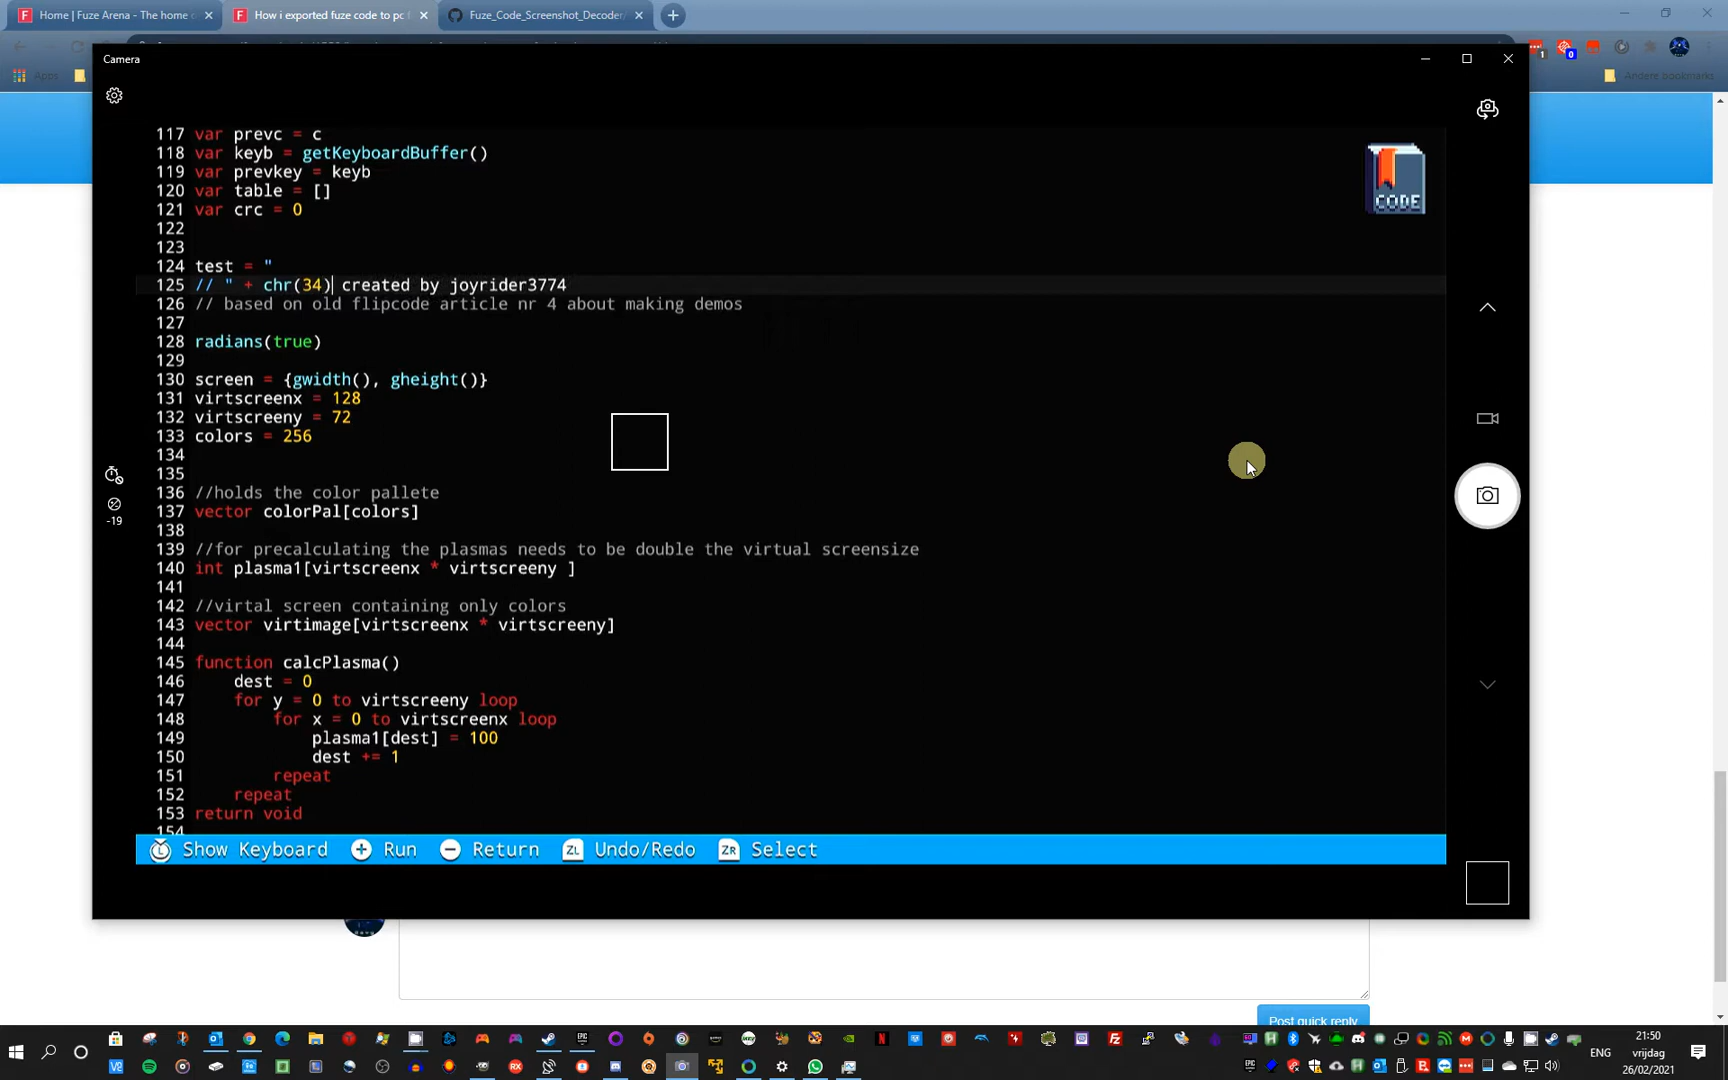 Home | Fuze Arena - The home
How i exported fuze code to pc
Fuze_Code_Screenshot_Decoder/
Apps
Andere bookmarks
Camera
117 var prevc = c
118 var keyb = getKeyboardBuffer()
119 var prevkey = keyb
120 var table = []
121 var crc = 0
122
123
124 test = "
125 // " + chr(34) created by joyrider3774
126 // based on old flipcode article nr 4 about making demos
127
128 radians(true)
129
130 screen = {gwidth(), gheight()}
131 virtscreenx = 128
132 virtscreeny = 72
133 colors = 256
134
135
136 //holds the color pallete
137 vector colorPal[colors]
138
139 //for precalculating the plasmas needs to be double the virtual screensize
140 int plasma1[virtscreenx * virtscreeny ]
141
142 //virtal screen containing only colors
143 vector virtimage[virtscreenx * virtscreeny]
144
145 function calcPlasma()
146 dest = 0
147 for y = 0 to virtscreeny loop
148 for x = 0 to virtscreenx loop
149 plasma1[dest] = 100
150 dest += 1
151 repeat
152 repeat
153 return void
154
CODE
-19
L Show Keyboard + Run - Return ZL Undo/Redo ZR Select
Post quick reply
21:50
ENG vrijdag
26/02/2021